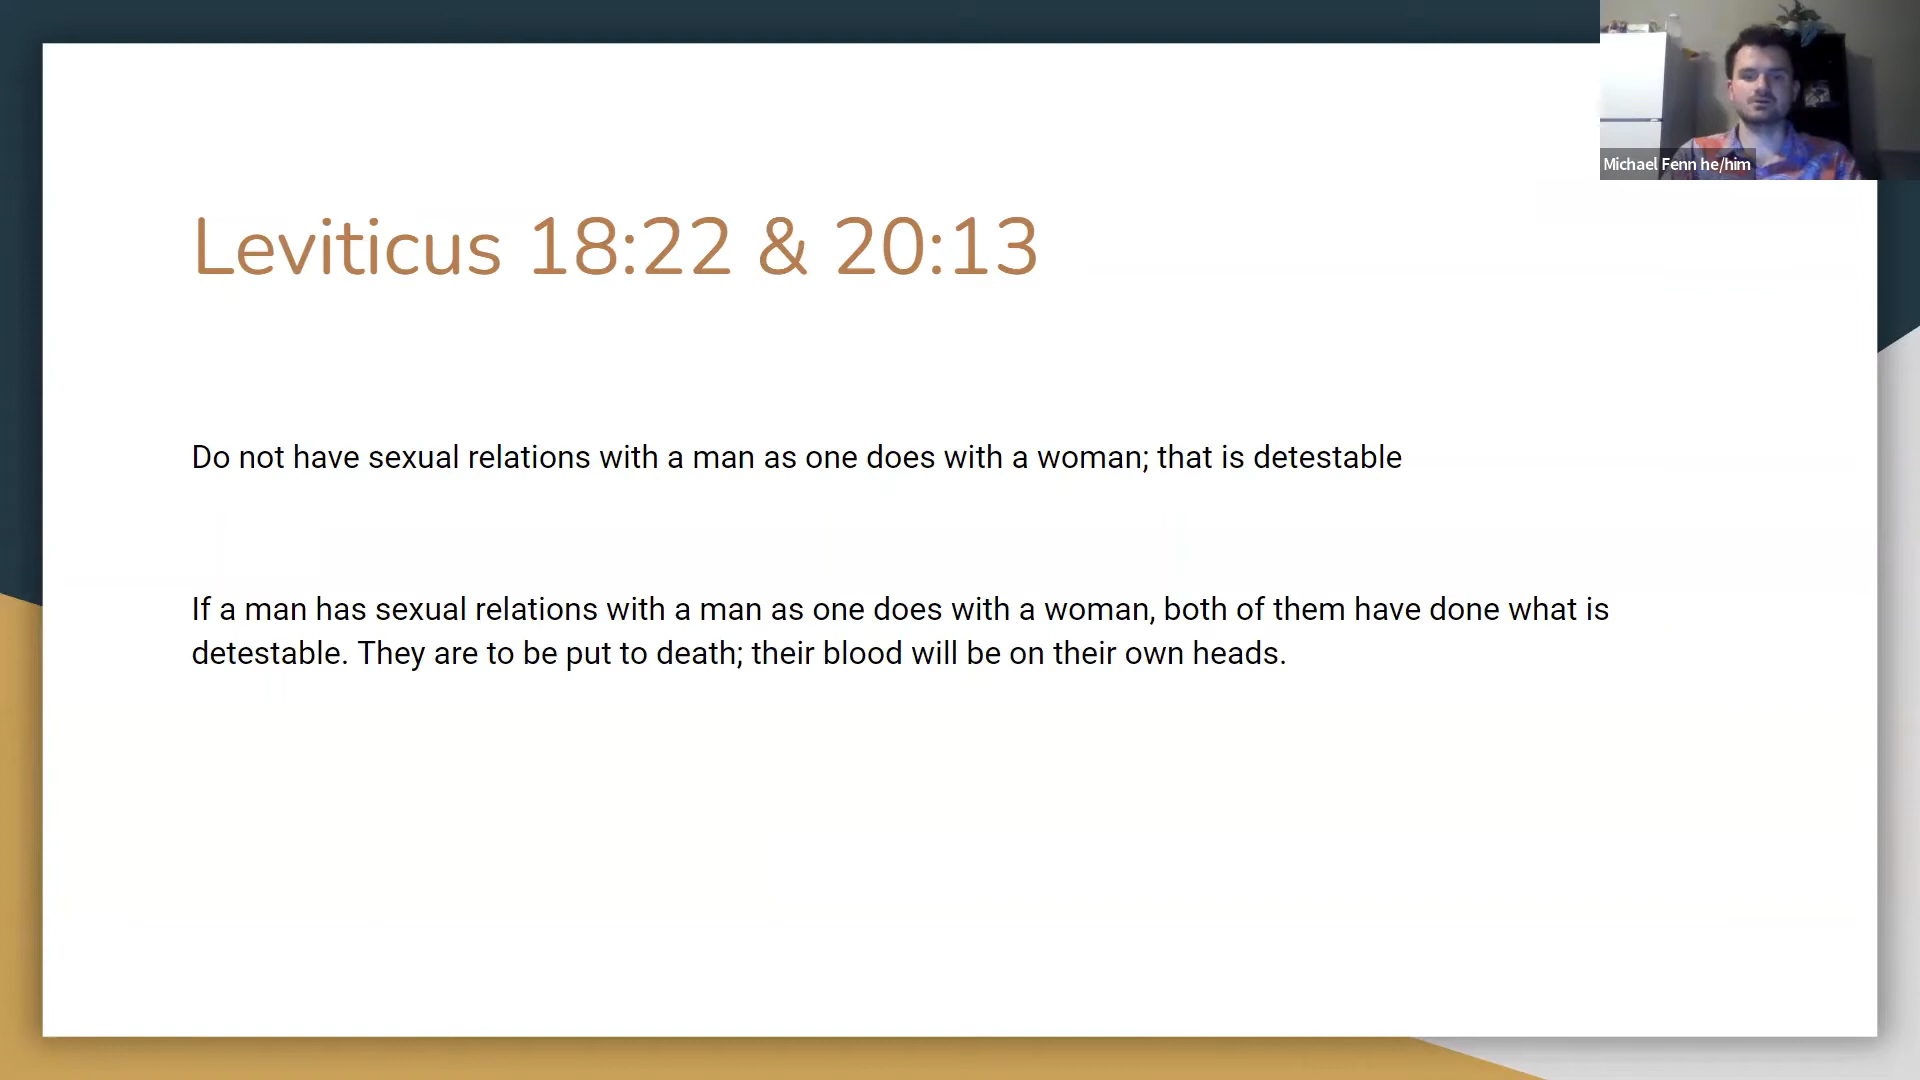 Michael Fenn he/him
Leviticus 18:22 & 20:13
Do not have sexual relations with a man as one does with a woman; that is detestable
If a man has sexual relations with a man as one does with a woman, both of them have done what is
detestable. They are to be put to death; their blood will be on their own heads.